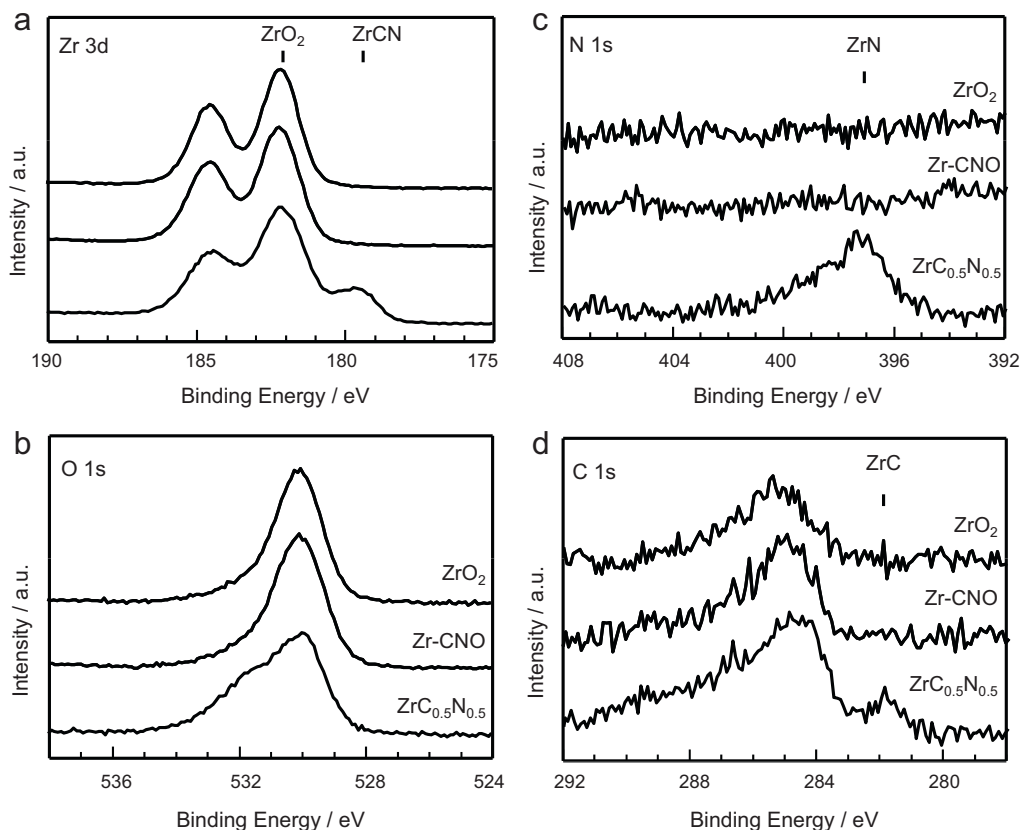 a
Zr 3d
ZrO₂
ZrCN
Intensity / a.u.
190
185
180
175
Binding Energy / eV
c
N 1s
ZrN
ZrO₂
Zr-CNO
ZrC₀.₅N₀.₅
Intensity / a.u.
408
404
400
396
392
Binding Energy / eV
b
O 1s
ZrO₂
Zr-CNO
ZrC₀.₅N₀.₅
Intensity / a.u.
536
532
528
524
Binding Energy / eV
d
C 1s
ZrC
ZrO₂
Zr-CNO
ZrC₀.₅N₀.₅
Intensity / a.u.
292
288
284
280
Binding Energy / eV